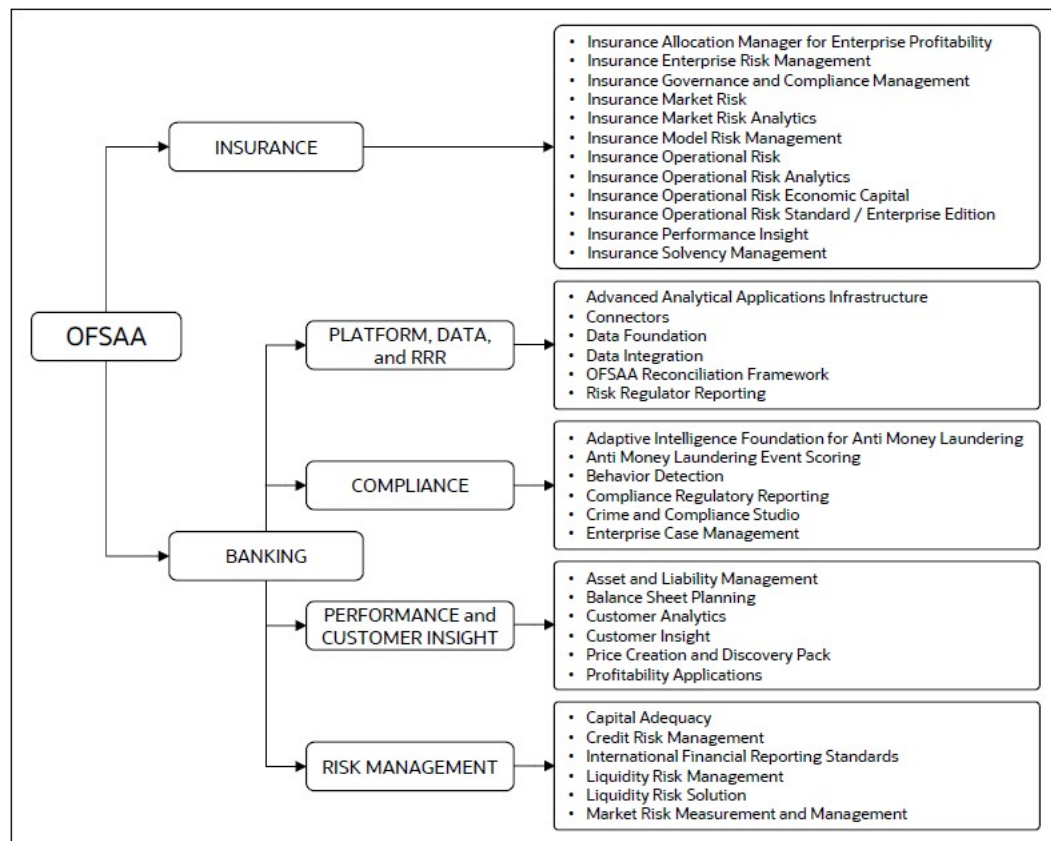 OFSAA
INSURANCE
• Insurance Allocation Manager for Enterprise Profitability
• Insurance Enterprise Risk Management
• Insurance Governance and Compliance Management
• Insurance Market Risk
• Insurance Market Risk Analytics
• Insurance Model Risk Management
• Insurance Operational Risk
• Insurance Operational Risk Analytics
• Insurance Operational Risk Economic Capital
• Insurance Operational Risk Standard / Enterprise Edition
• Insurance Performance Insight
• Insurance Solvency Management
BANKING
PLATFORM, DATA,
and RRR
• Advanced Analytical Applications Infrastructure
• Connectors
• Data Foundation
• Data Integration
• OFSAA Reconciliation Framework
• Risk Regulator Reporting
COMPLIANCE
• Adaptive Intelligence Foundation for Anti Money Laundering
• Anti Money Laundering Event Scoring
• Behavior Detection
• Compliance Regulatory Reporting
• Crime and Compliance Studio
• Enterprise Case Management
PERFORMANCE and
CUSTOMER INSIGHT
• Asset and Liability Management
• Balance Sheet Planning
• Customer Analytics
• Customer Insight
• Price Creation and Discovery Pack
• Profitability Applications
RISK MANAGEMENT
• Capital Adequacy
• Credit Risk Management
• International Financial Reporting Standards
• Liquidity Risk Management
• Liquidity Risk Solution
• Market Risk Measurement and Management